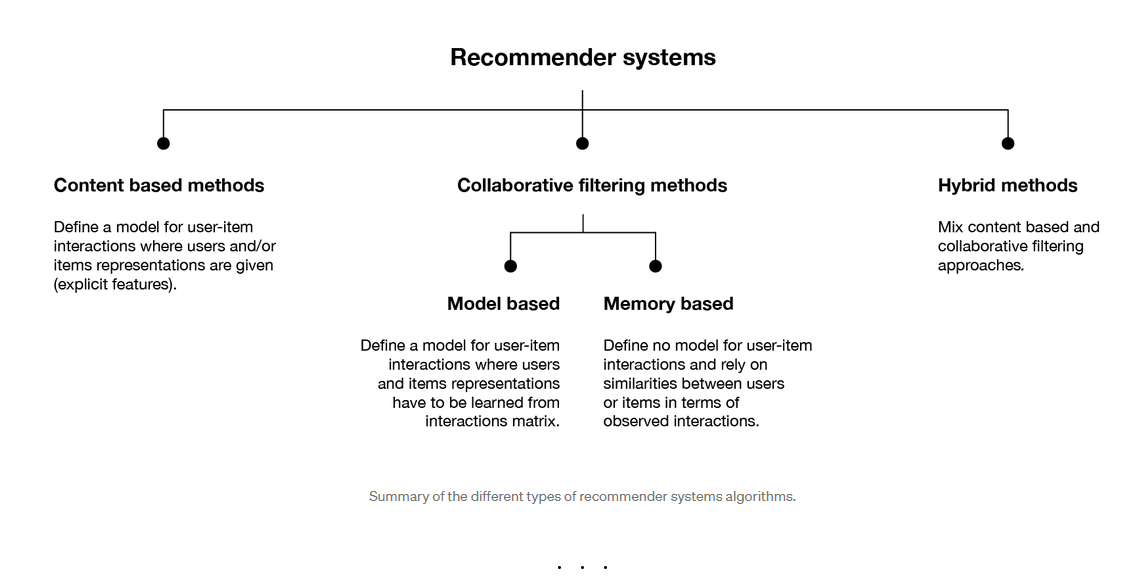 Recommender systems
Content based methods
Define a model for user-item
interactions where users and/or
items representations are given
(explicit features).
Collaborative filtering methods
Model based
Define a model for user-item
interactions where users
and items representations
have to be learned from
interactions matrix.
Memory based
Define no model for user-item
interactions and rely on
similarities between users
or items in terms of
observed interactions.
Hybrid methods
Mix content based and
collaborative filtering
approaches.
Summary of the different types of recommender systems algorithms.
. . .